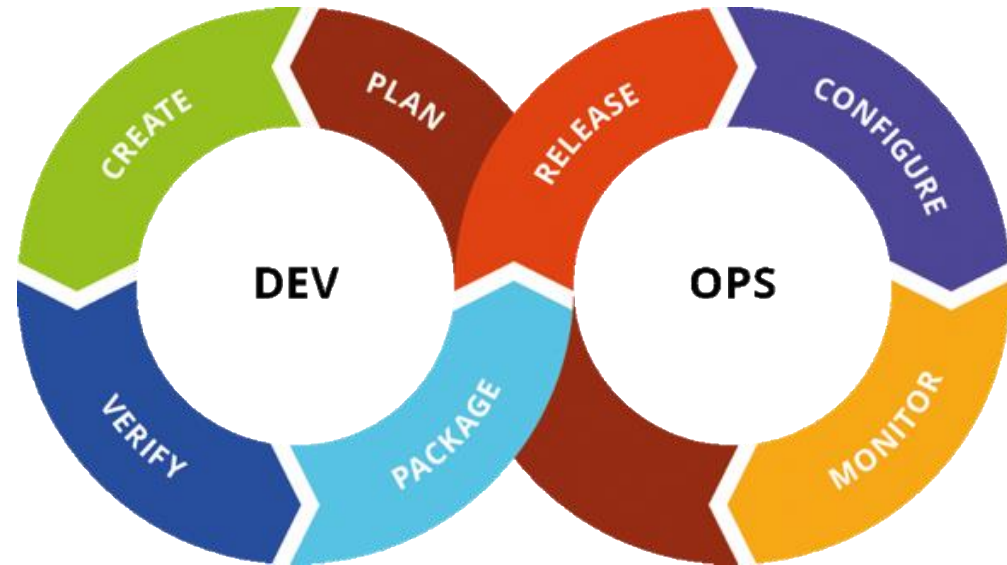 PLAN
CREATE
VERIFY
PACKAGE
RELEASE
CONFIGURE
MONITOR
DEV
OPS